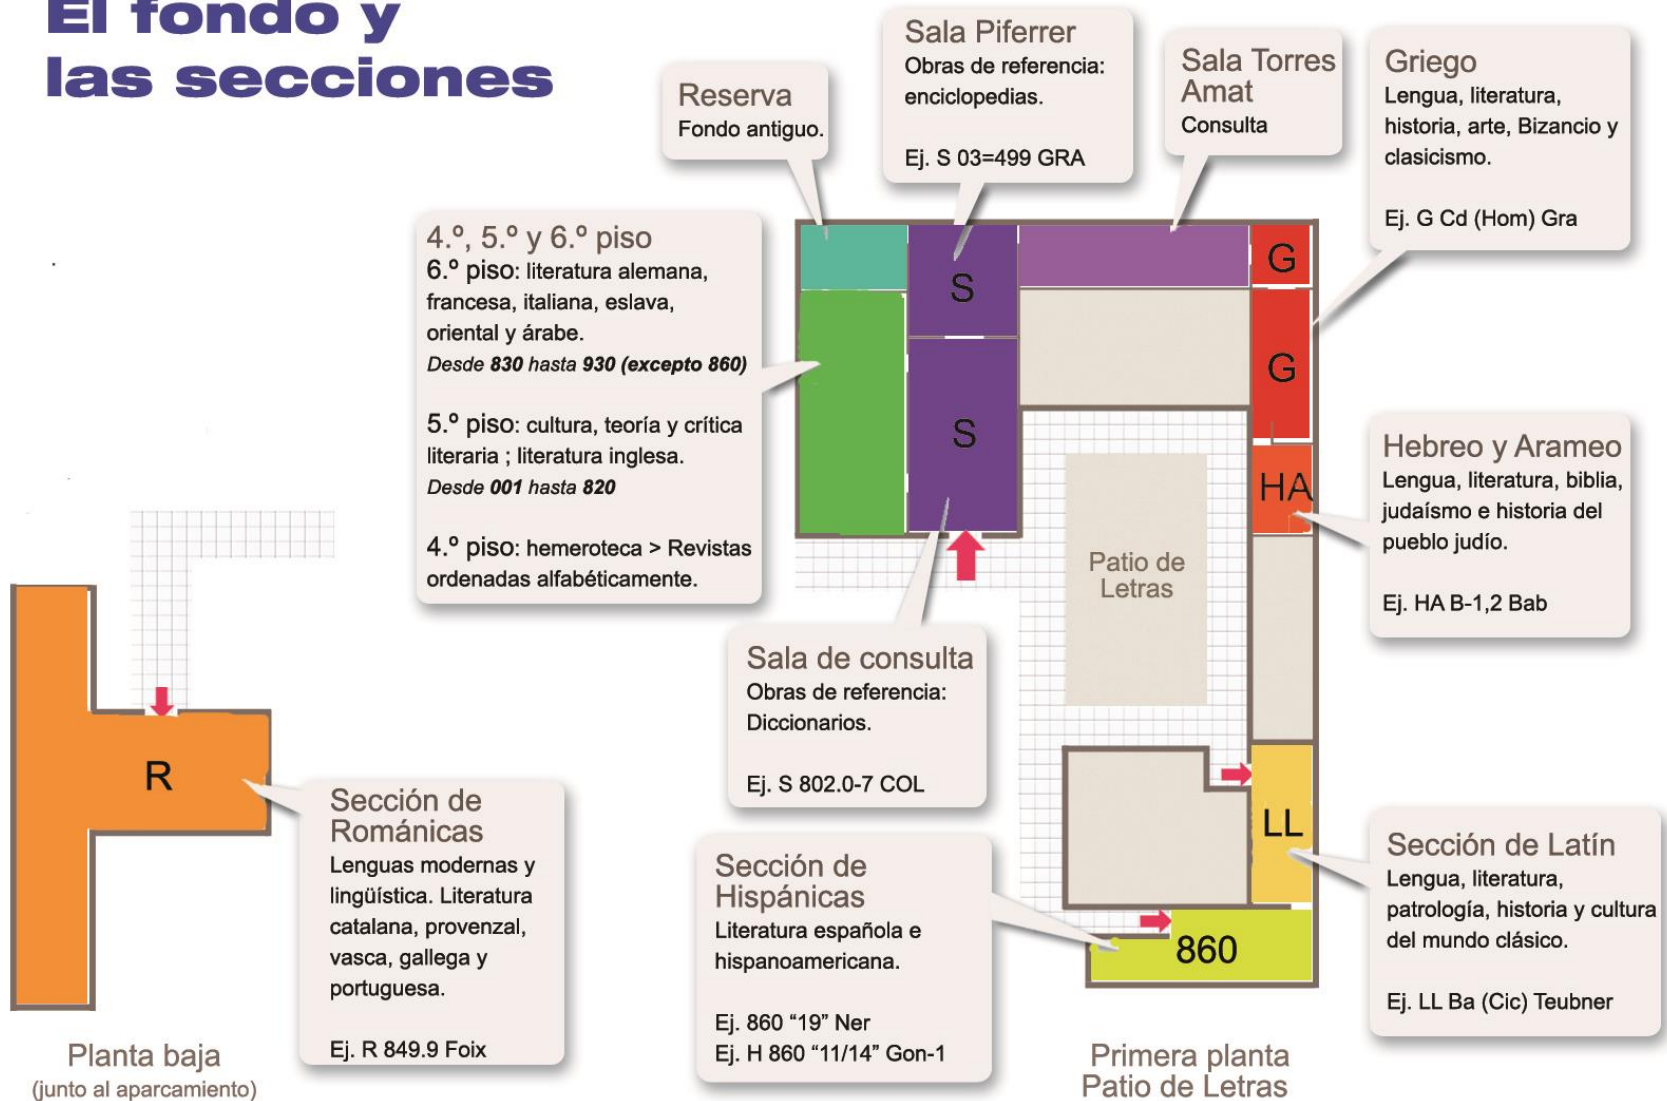 El fondo y
las secciones
Reserva
Fondo antiguo.
Sala Piferrer
Obras de referencia:
enciclopedias.
Ej. S 03=499 GRA
Sala Torres
Amat
Consulta
Griego
Lengua, literatura,
historia, arte, Bizancio y
clasicismo.
Ej. G Cd (Hom) Gra
4.º, 5.º y 6.º piso
6.º piso: literatura alemana,
francesa, italiana, eslava,
oriental y árabe.
Desde 830 hasta 930 (excepto 860)
5.º piso: cultura, teoría y crítica
literaria ; literatura inglesa.
Desde 001 hasta 820
4.º piso: hemeroteca > Revistas
ordenadas alfabéticamente.
S
S
G
G
HA
Hebreo y Arameo
Lengua, literatura, biblia,
judaísmo e historia del
pueblo judío.
Ej. HA B-1,2 Bab
Patio de
Letras
Sala de consulta
Obras de referencia:
Diccionarios.
Ej. S 802.0-7 COL
R
Sección de
Románicas
Lenguas modernas y
lingüística. Literatura
catalana, provenzal,
vasca, gallega y
portuguesa.
Ej. R 849.9 Foix
Sección de
Hispánicas
Literatura española e
hispanoamericana.
Ej. 860 “19” Ner
Ej. H 860 “11/14” Gon-1
LL
860
Sección de Latín
Lengua, literatura,
patrología, historia y cultura
del mundo clásico.
Ej. LL Ba (Cic) Teubner
Planta baja
(junto al aparcamiento)
Primera planta
Patio de Letras